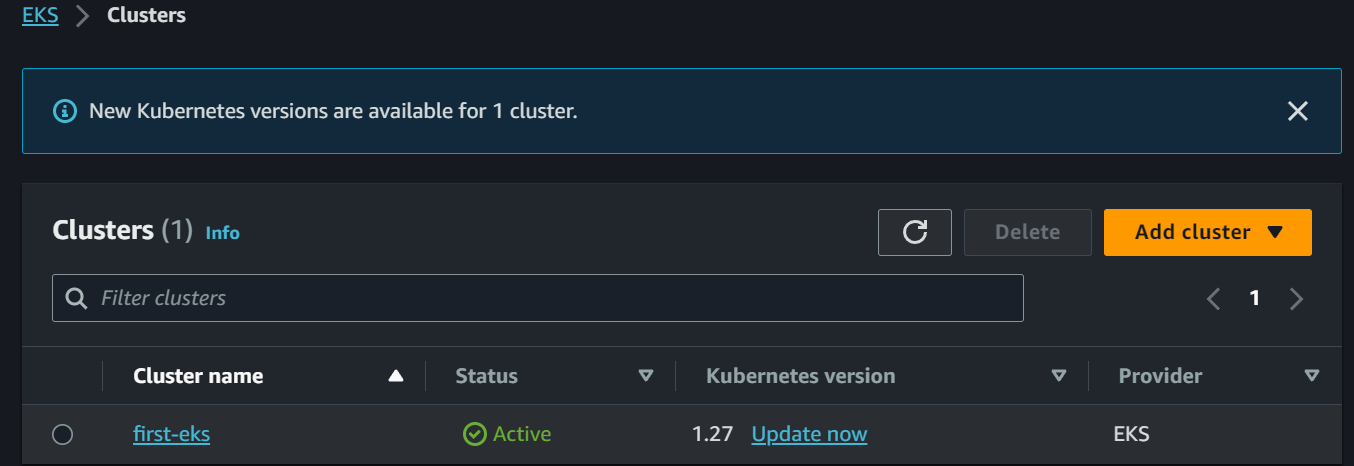 EKS Clusters
New Kubernetes versions are available for 1 cluster.
Clusters (1) Info Delete Add cluster
Filter clusters 1
Cluster name Status Kubernetes version Provider
first-eks Active 1.27 Update now EKS